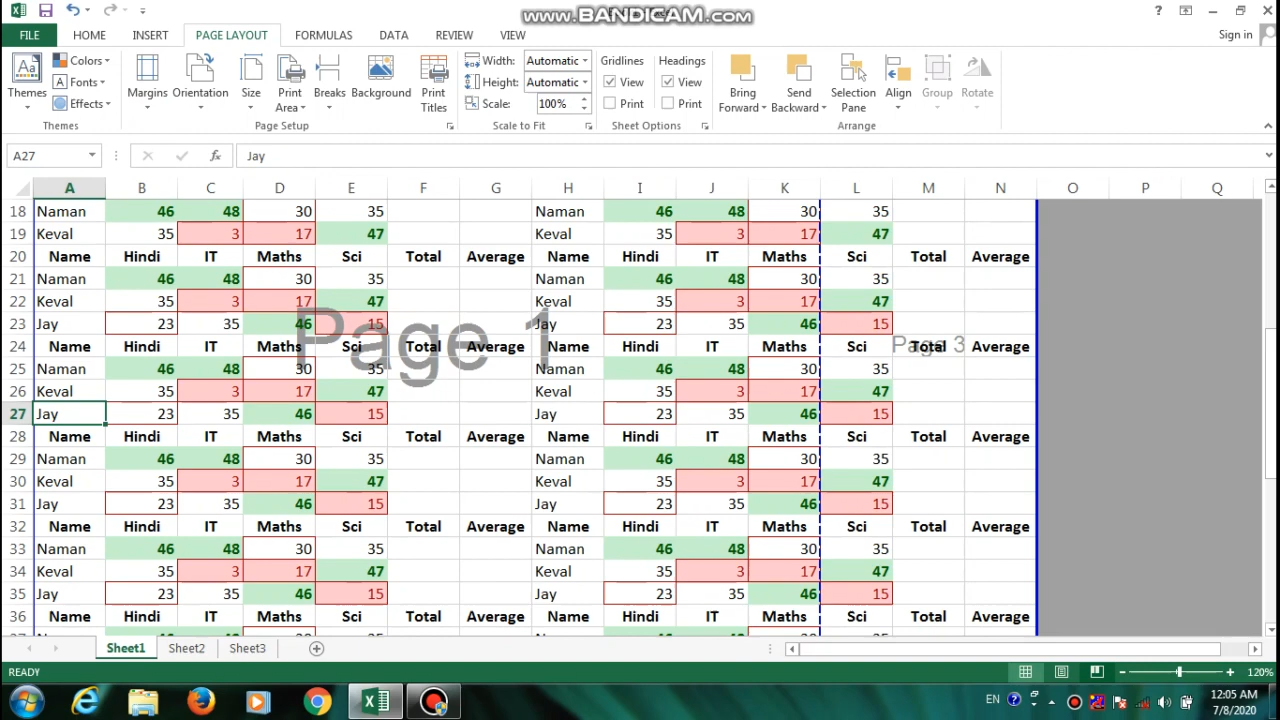 www.BANDICAM.com
FILE HOME INSERT PAGE LAYOUT FORMULAS DATA REVIEW VIEW Sign in
Themes Colors Fonts Effects Margins Orientation Size Print Area Breaks Background Print Titles Width: Automatic Height: Automatic Scale: 100% Gridlines View Print Headings View Print Bring Forward Send Backward Selection Pane Align Group Rotate
Themes Page Setup Scale to Fit Sheet Options Arrange
A27 fx Jay
A B C D E F G H I J K L M N O P Q
18 Naman 46 48 30 35 Naman 46 48 30 35
19 Keval 35 3 17 47 Keval 35 3 17 47
20 Name Hindi IT Maths Sci Total Average Name Hindi IT Maths Sci Total Average
21 Naman 46 48 30 35 Naman 46 48 30 35
22 Keval 35 3 17 47 Keval 35 3 17 47
23 Jay 23 35 46 15 Jay 23 35 46 15
Page 1 Page 3
24 Name Hindi IT Maths Sci Total Average Name Hindi IT Maths Sci Total Average
25 Naman 46 48 30 35 Naman 46 48 30 35
26 Keval 35 3 17 47 Keval 35 3 17 47
27 Jay 23 35 46 15 Jay 23 35 46 15
28 Name Hindi IT Maths Sci Total Average Name Hindi IT Maths Sci Total Average
29 Naman 46 48 30 35 Naman 46 48 30 35
30 Keval 35 3 17 47 Keval 35 3 17 47
31 Jay 23 35 46 15 Jay 23 35 46 15
32 Name Hindi IT Maths Sci Total Average Name Hindi IT Maths Sci Total Average
33 Naman 46 48 30 35 Naman 46 48 30 35
34 Keval 35 3 17 47 Keval 35 3 17 47
35 Jay 23 35 46 15 Jay 23 35 46 15
36 Name Hindi IT Maths Sci Total Average Name Hindi IT Maths Sci Total Average
Sheet1 Sheet2 Sheet3
READY 120%
EN 12:05 AM
7/8/2020